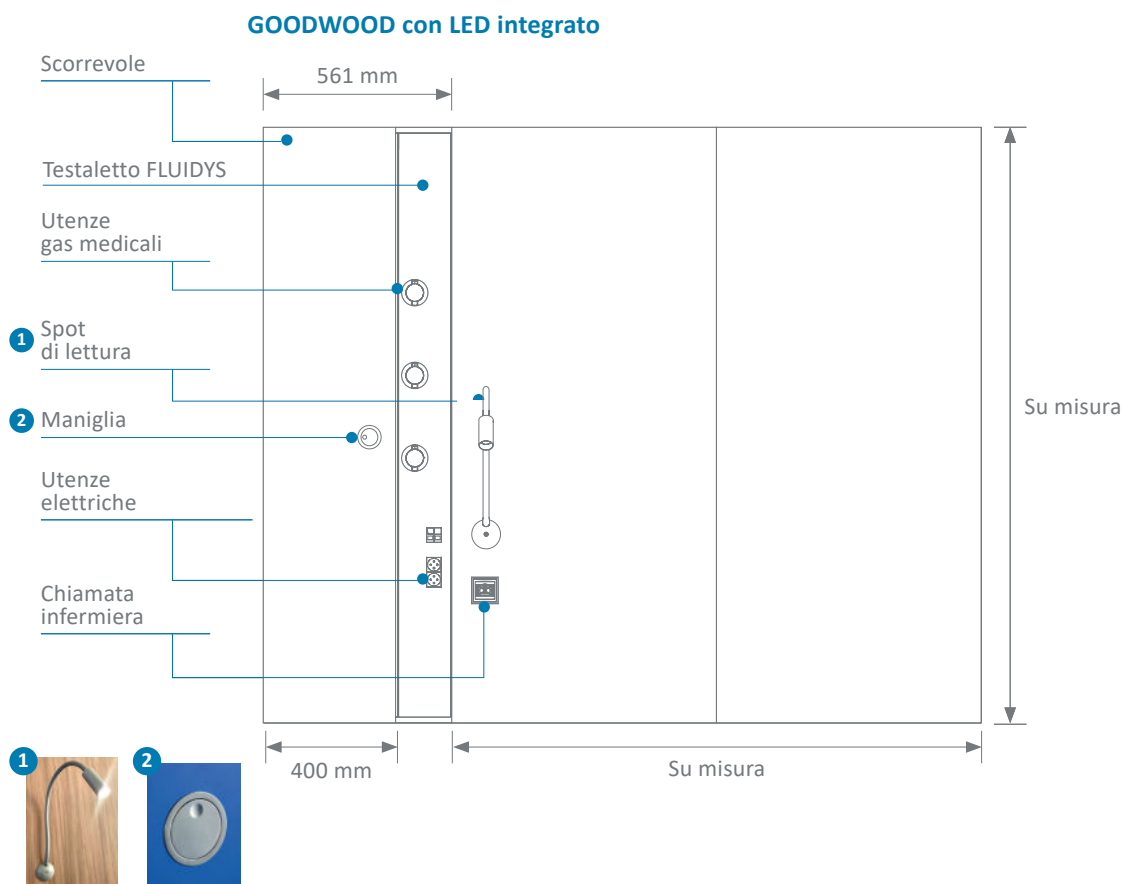 GOODWOOD con LED integrato
Scorrevole
561 mm
Testaletto FLUIDYS
Utenze
gas medicali
1 Spot
di lettura
2 Maniglia
Su misura
Utenze
elettriche
Chiamata
infermiera
400 mm
Su misura
1
2